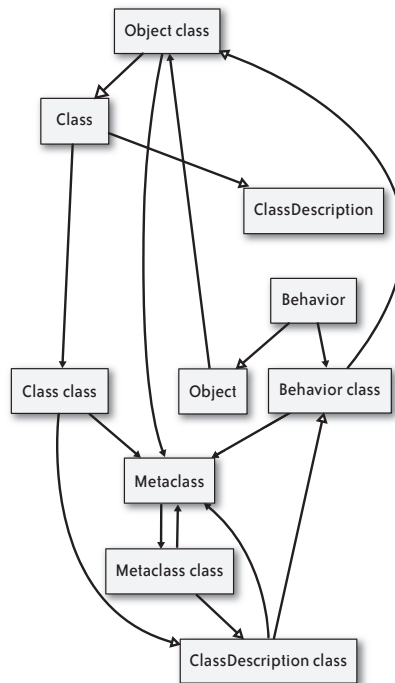 Object class
Class
ClassDescription
Behavior
Class class
Object
Behavior class
Metaclass
Metaclass class
ClassDescription class